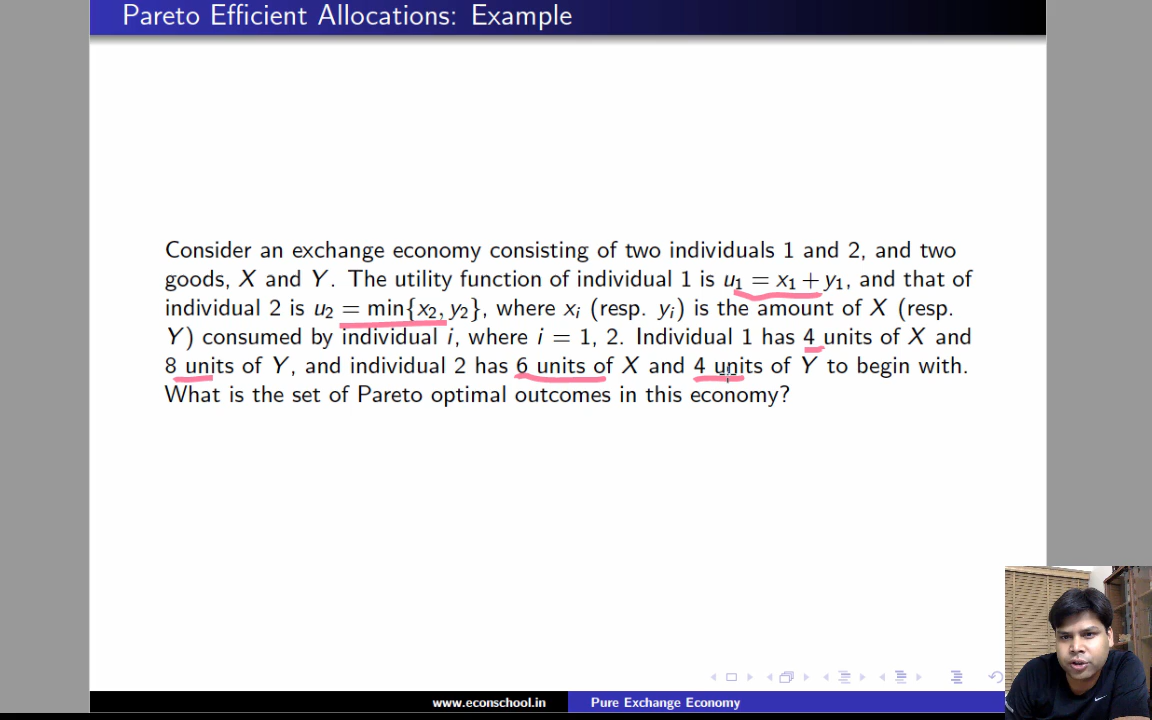 Pareto Efficient Allocations: Example
Consider an exchange economy consisting of two individuals 1 and 2, and two
goods, X and Y. The utility function of individual 1 is u₁ = x₁ + y₁, and that of
individual 2 is u₂ = min{x₂, y₂}, where xᵢ (resp. yᵢ) is the amount of X (resp.
Y) consumed by individual i, where i = 1, 2. Individual 1 has 4 units of X and
8 units of Y, and individual 2 has 6 units of X and 4 units of Y to begin with.
What is the set of Pareto optimal outcomes in this economy?
www.econschool.in
Pure Exchange Economy